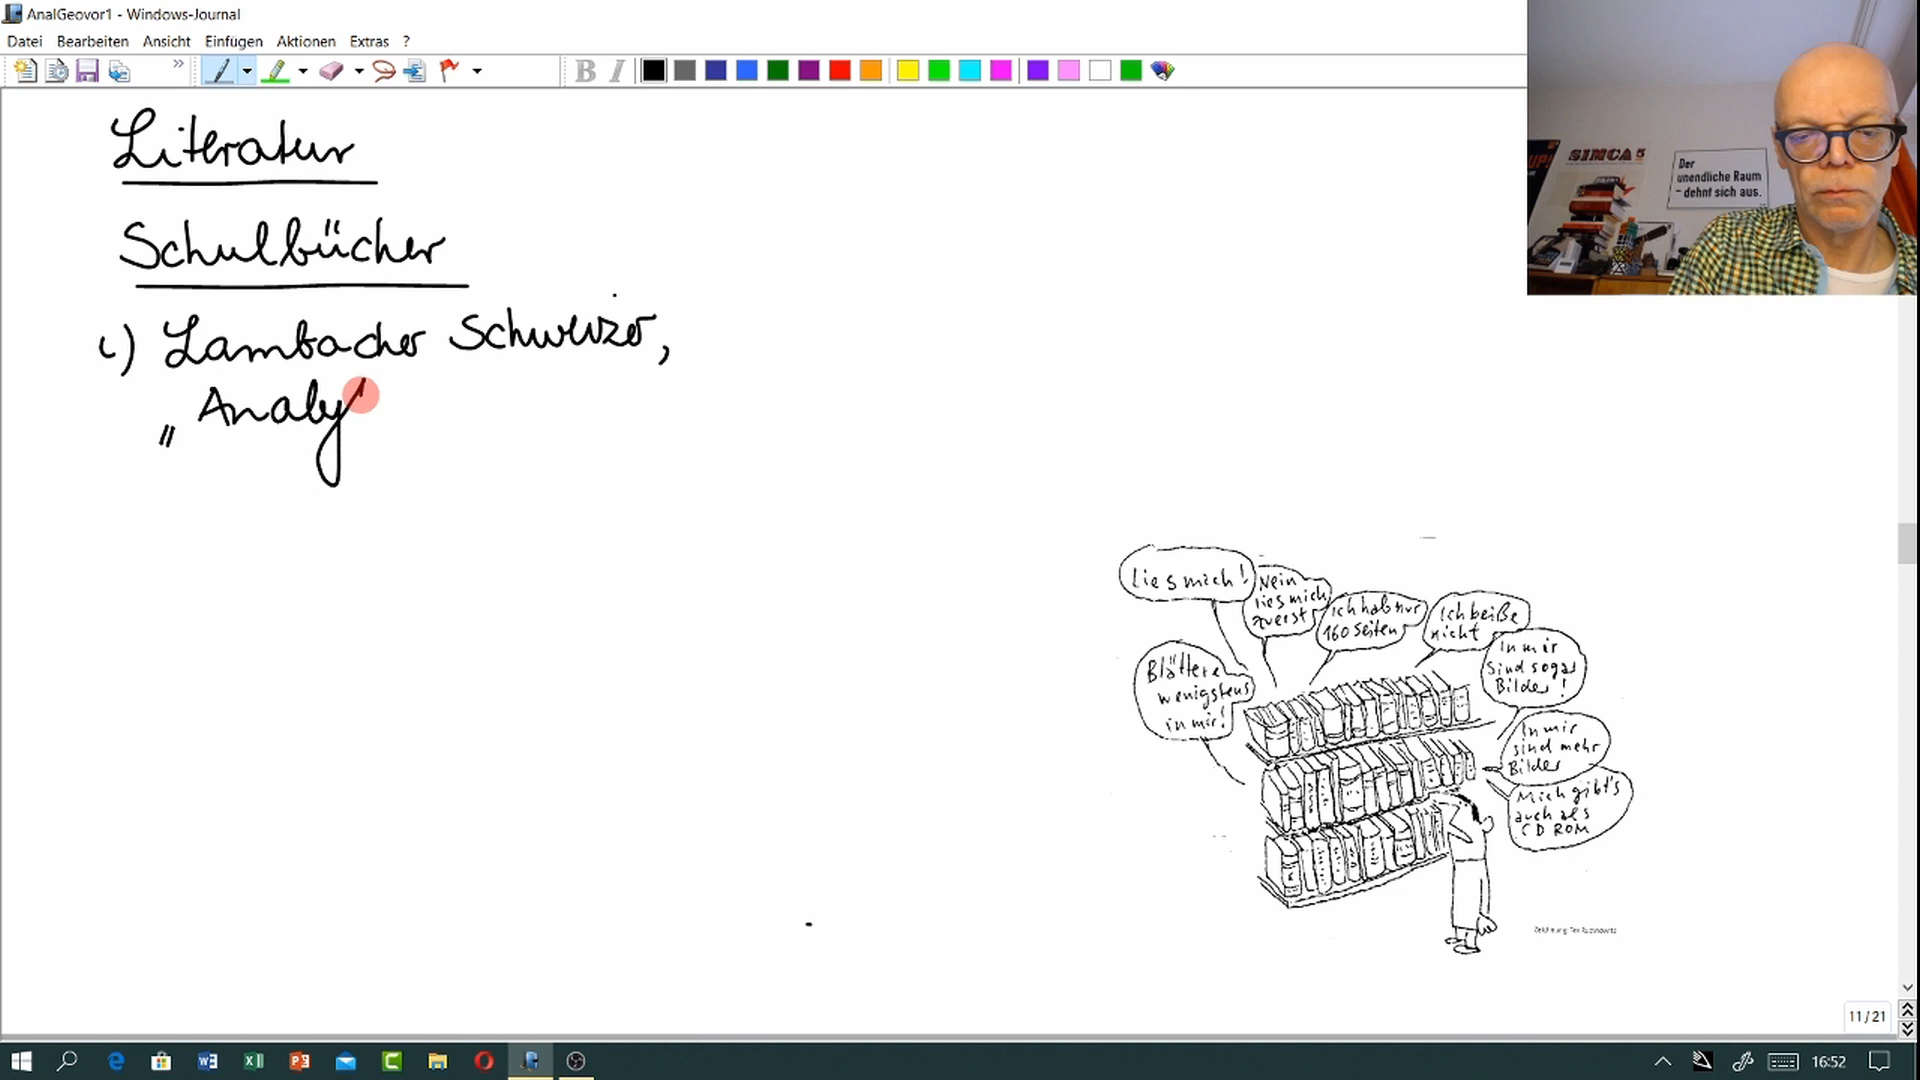 AnalGeovor1 - Windows-Journal
Datei Bearbeiten Ansicht Einfügen Aktionen Extras ?
B I
Literatur
Schulbücher
Lambacher Schweizer,
„ Analy
SIMCA 5
Der
unendliche Raum
– dehnt sich aus.
Lies mich!
Nein
lies mich
zuerst!
Ich hab nur
160 Seiten
Ich beiße
nicht
In mir
sind sogar
Bilder!
Blättere
wenigstens
in mir!
In mir
sind mehr
Bilder
Mich gibt's
auch als
CD ROM
11/21
16:52